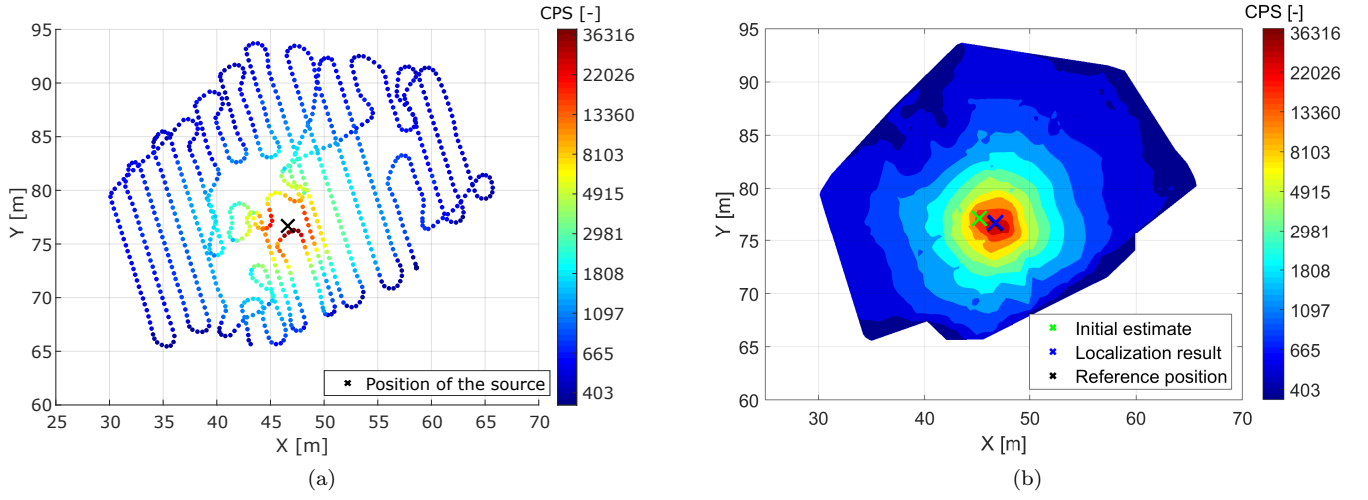 CPS [-]
95
90
85
80
75
70
65
60
Y [m]
25 30 35 40 45 50 55 60 65 70
X [m]
36316
22026
13360
8103
4915
2981
1808
1097
665
403
Position of the source
(a)
CPS [-]
95
90
85
80
75
70
65
60
Y [m]
30 40 50 60 70
X [m]
36316
22026
13360
8103
4915
2981
1808
1097
665
403
Initial estimate
Localization result
Reference position
(b)